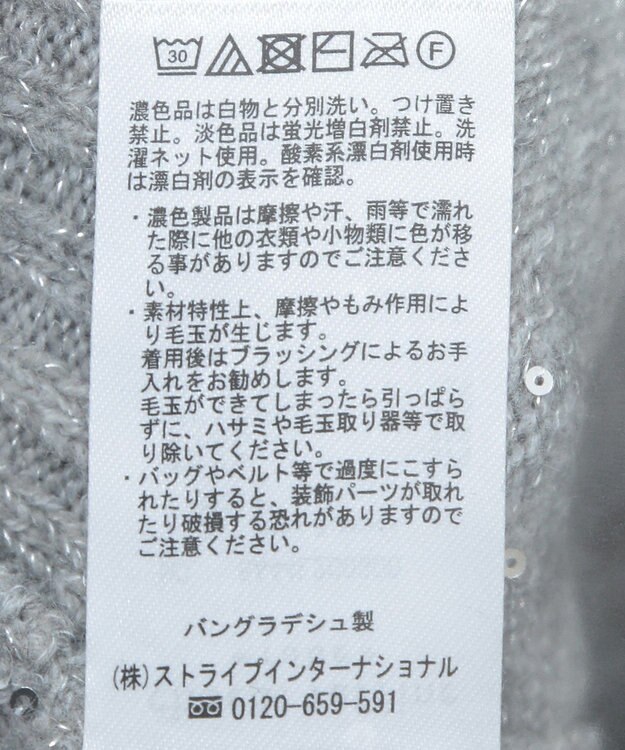 30 F
濃色品は白物と分別洗い。つけ置き
禁止。淡色品は蛍光増白剤禁止。洗
濯ネット使用。酸素系漂白剤使用時
は漂白剤の表示を確認。
・濃色製品は摩擦や汗、雨等で濡れ
た際に他の衣類や小物類に色が移
る事がありますのでご注意くださ
い。
・素材特性上、摩擦やもみ作用によ
り毛玉が生じます。
着用後はブラッシングによるお手
入れをお勧めします。
毛玉ができてしまったら引っぱら
ずに、ハサミや毛玉取り器等で取
り除いてください。
・バッグやベルト等で過度にこすら
れたりすると、装飾パーツが取れ
たり破損する恐れがありますので
ご注意ください。
バングラデシュ製
(株)ストライプインターナショナル
0120-659-591